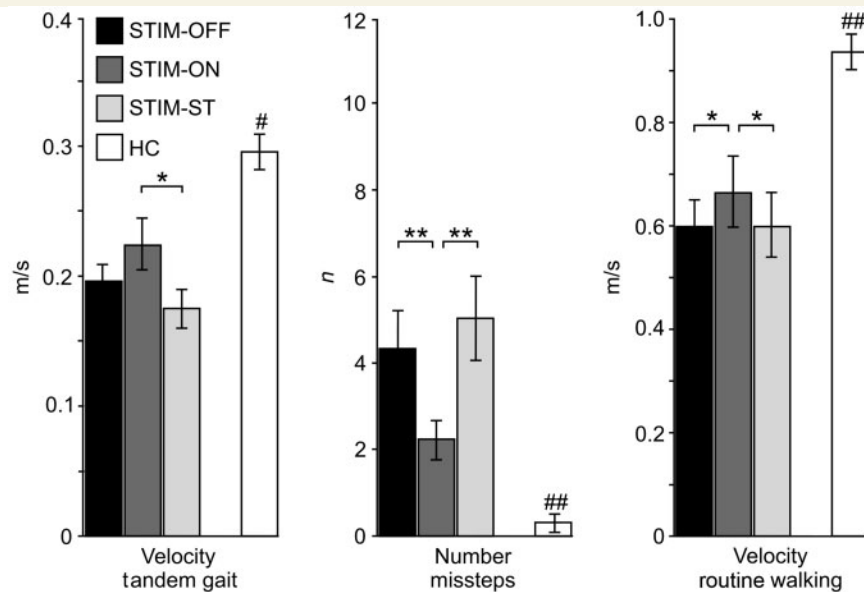 0.4
0.3
0.2
0.1
0
m/s
STIM-OFF
STIM-ON
STIM-ST
HC
*
#
Velocity
tandem gait
12
10
8
6
4
2
0
n
**
**
##
Number
missteps
1.0
0.8
0.6
0.4
0.2
0
m/s
*
*
##
Velocity
routine walking